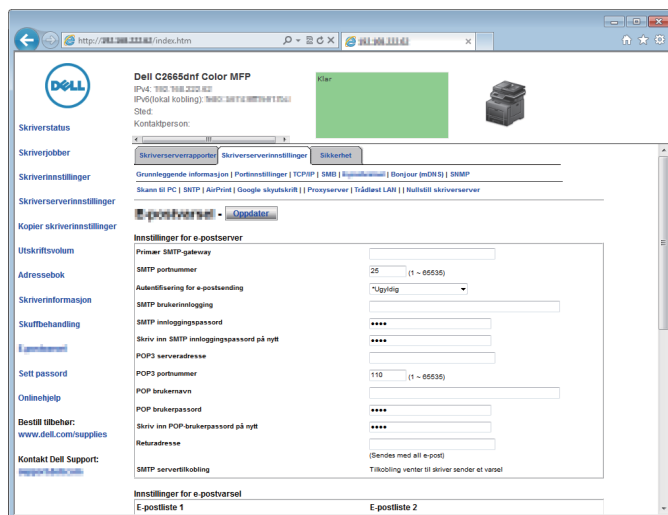 /index.htm
DELL
Dell C2665dnf Color MFP
IPv4:
IPv6(lokal kobling):
Sted:
Kontaktperson:
Klar
Skriverstatus
Skriverjobber
Skriverinnstillinger
Skriverserverinnstillinger
Kopier skriverinnstillinger
Utskriftsvolum
Adressebok
Skriverinformasjon
Skuffbehandling
Sett passord
Onlinehjelp
Bestill tilbehør:
www.dell.com/supplies
Kontakt Dell Support:
Skriverserverrapporter Skriverserverinnstillinger Sikkerhet
Grunnleggende informasjon | Portinnstillinger | TCP/IP | SMB | | Bonjour (mDNS) | SNMP
Skann til PC | SNTP | AirPrint | Google skyutskrift | | Proxyserver | Trådløst LAN | | Nullstill skriverserver
- Oppdater
Innstillinger for e-postserver
Primær SMTP-gateway
SMTP portnummer 25 (1 ~ 65535)
Autentifisering for e-postsending *Ugyldig
SMTP brukerinnlogging
SMTP innloggingspassord ••••
Skriv inn SMTP innloggingspassord på nytt ••••
POP3 serveradresse
POP3 portnummer 110 (1 ~ 65535)
POP brukernavn
POP brukerpassord ••••
Skriv inn POP-brukerpassord på nytt ••••
Returadresse
(Sendes med all e-post)
SMTP servertilkobling Tilkobling venter til skriver sender et varsel
Innstillinger for e-postvarsel
E-postliste 1 E-postliste 2